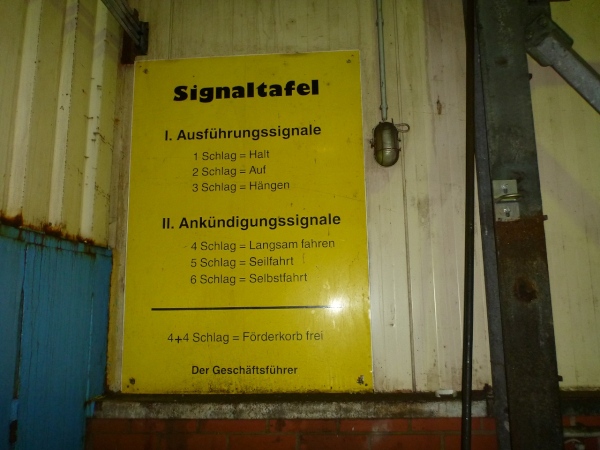 Signaltafel
I. Ausführungssignale
1 Schlag = Halt
2 Schlag = Auf
3 Schlag = Hängen
II. Ankündigungssignale
4 Schlag = Langsam fahren
5 Schlag = Seilfahrt
6 Schlag = Selbstfahrt
4+4 Schlag = Förderkorb frei
Der Geschäftsführer